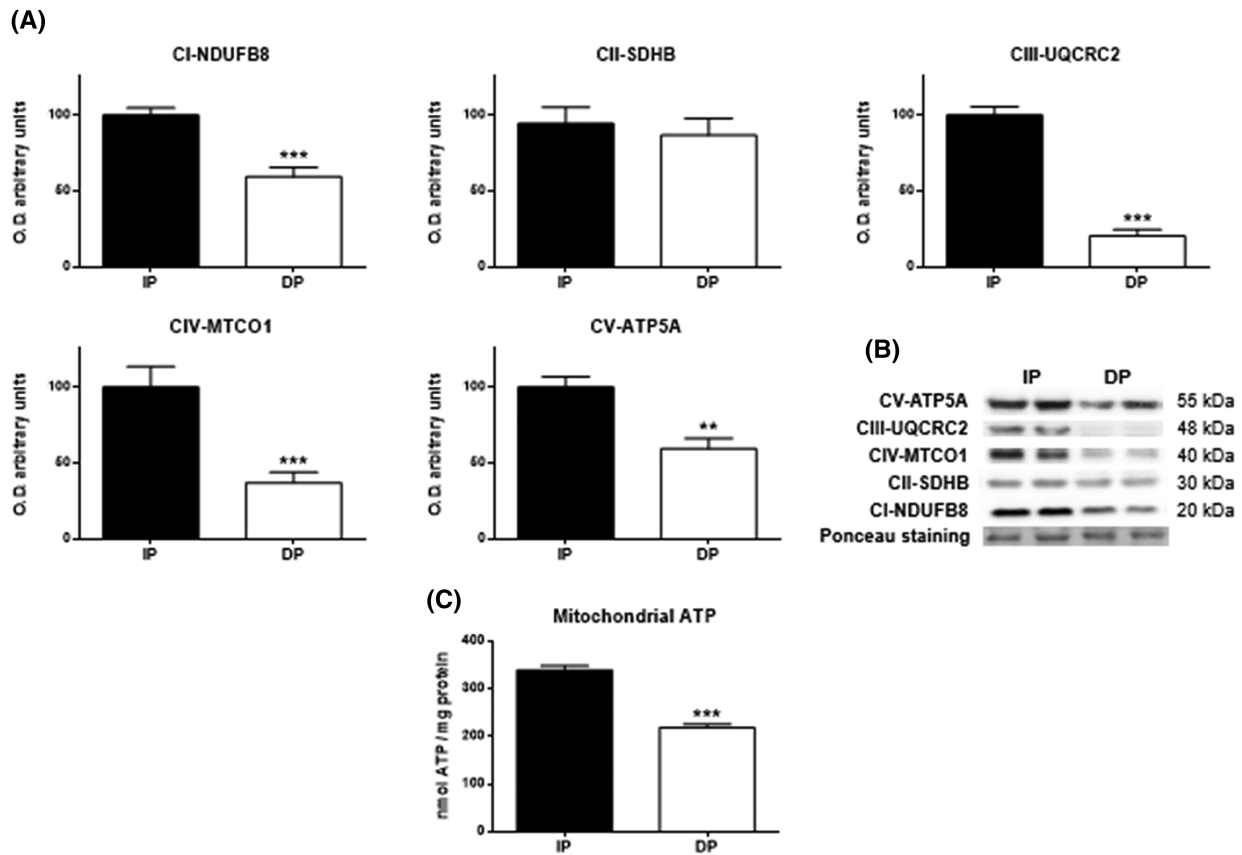 (A)
CI-NDUFB8
O.D. arbitrary units
100
50
0
***
IP DP
CII-SDHB
O.D. arbitrary units
100
50
0
IP DP
CIII-UQCRC2
O.D. arbitrary units
100
50
0
***
IP DP
CIV-MTCO1
O.D. arbitrary units
100
50
0
***
IP DP
CV-ATP5A
O.D. arbitrary units
100
50
0
**
IP DP
(B)
IP DP
CV-ATP5A 55 kDa
CIII-UQCRC2 48 kDa
CIV-MTCO1 40 kDa
CII-SDHB 30 kDa
CI-NDUFB8 20 kDa
Ponceau staining
(C)
Mitochondrial ATP
nmol ATP / mg protein
400
300
200
100
0
***
IP DP